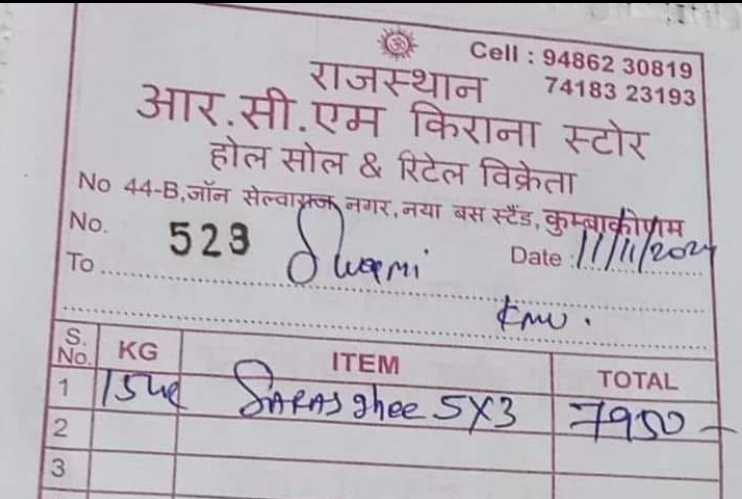 ॐ
Cell : 94862 30819
74183 23193
राजस्थान
आर.सी.एम किराना स्टोर
होल सोल & रिटेल विक्रेता
No 44-B,जॉन सेल्वाराज नगर,नया बस स्टैंड,कुम्बाकोणम
No. 523 Swami Date : 11/11/2024
To
KMU.
S. No. KG ITEM TOTAL
1 15 SARAS ghee 5X3 7950-
2
3